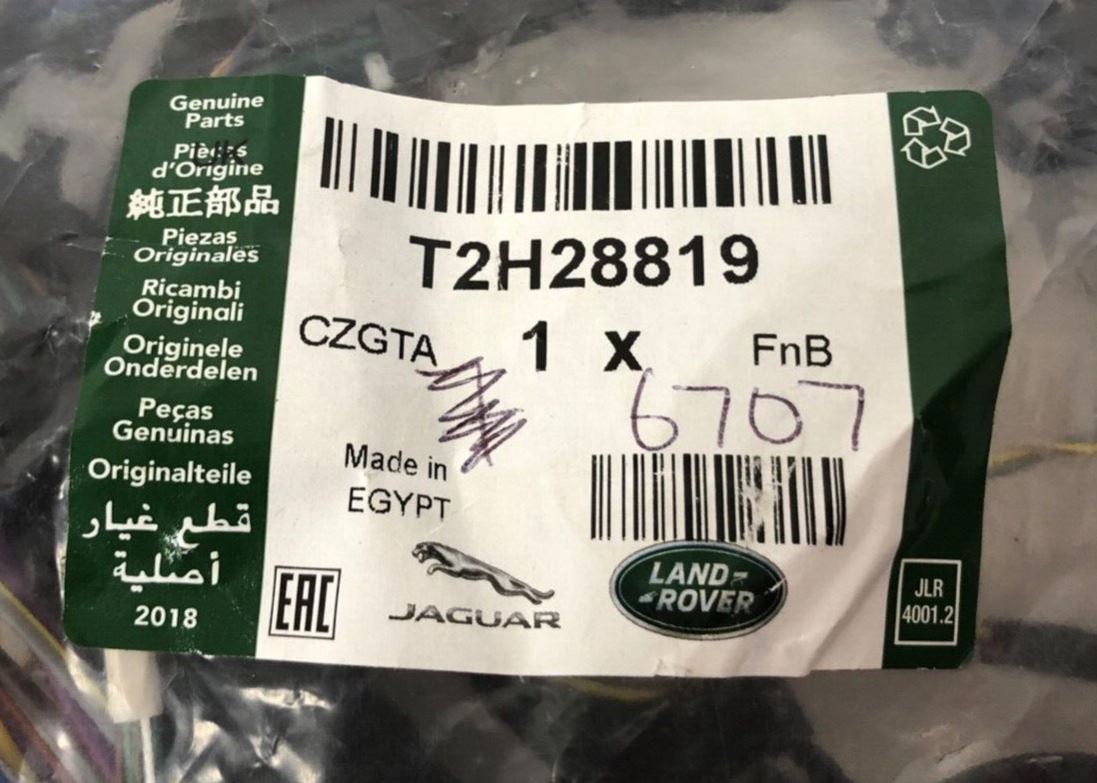 Genuine
Parts
Pièces
d'Origine
純正部品
Piezas
Originales
Ricambi
Originali
Originele
Onderdelen
Peças
Genuinas
Originalteile
قطع غيار
أصلية
2018
T2H28819
CZGTA 1 x FnB
6707
Made in
EGYPT
EAC
JAGUAR
LAND-
-ROVER
JLR
4001.2